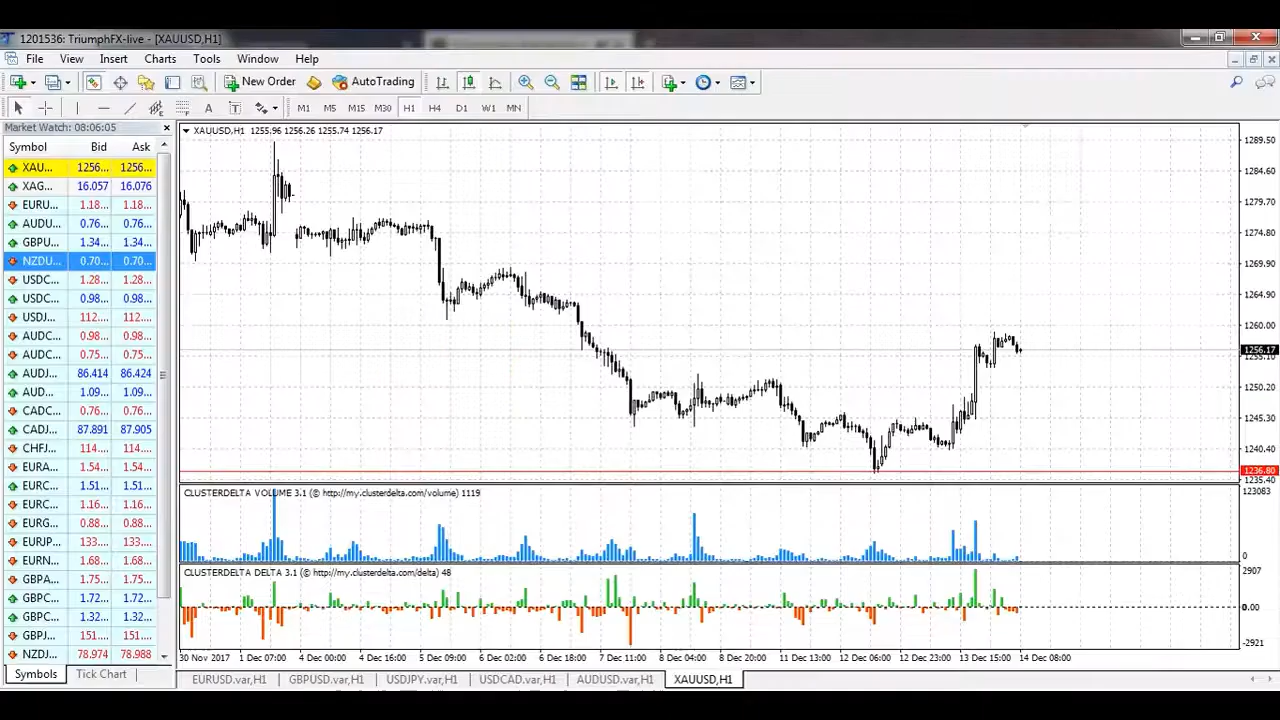 1201536: TriumphFX-live - [XAUUSD,H1]
File View Insert Charts Tools Window Help
New Order AutoTrading
A T M1 M5 M15 M30 H1 H4 D1 W1 MN
Market Watch: 08:06:05
Symbol Bid Ask
XAU... 1256... 1256...
XAG... 16.057 16.076
EURU... 1.18... 1.18...
AUDU... 0.76... 0.76...
GBPU... 1.34... 1.34...
NZDU... 0.70... 0.70...
USDC... 1.28... 1.28...
USDC... 0.98... 0.98...
USDJ... 112.... 112....
AUDC... 0.98... 0.98...
AUDC... 0.75... 0.75...
AUDJ... 86.414 86.424
AUD... 1.09... 1.09...
CADC... 0.76... 0.76...
CADJ... 87.891 87.905
CHFJ... 114.... 114....
EURA... 1.54... 1.54...
EURC... 1.51... 1.51...
EURC... 1.16... 1.16...
EURG... 0.88... 0.88...
EURJP... 133.... 133....
EURN... 1.68... 1.68...
GBPA... 1.75... 1.75...
GBPC... 1.72... 1.72...
GBPC... 1.32... 1.32...
GBPJ... 151.... 151....
NZDJ... 78.974 78.988
Symbols Tick Chart
XAUUSD,H1 1255.96 1256.26 1255.74 1256.17
1289.50
1284.60
1279.70
1274.80
1269.90
1264.90
1260.00
1256.17
1255.10
1250.20
1245.30
1240.40
1236.80
1235.40
CLUSTERDELTA VOLUME 3.1 (© http://my.clusterdelta.com/volume) 1119
123083
0
CLUSTERDELTA DELTA 3.1 (© http://my.clusterdelta.com/delta) 48
2907
0.00
-2921
30 Nov 2017 1 Dec 07:00 4 Dec 00:00 4 Dec 16:00 5 Dec 09:00 6 Dec 02:00 6 Dec 18:00 7 Dec 11:00 8 Dec 04:00 8 Dec 20:00 11 Dec 13:00 12 Dec 06:00 12 Dec 23:00 13 Dec 15:00 14 Dec 08:00
EURUSD.var,H1 GBPUSD.var,H1 USDJPY.var,H1 USDCAD.var,H1 AUDUSD.var,H1 XAUUSD,H1